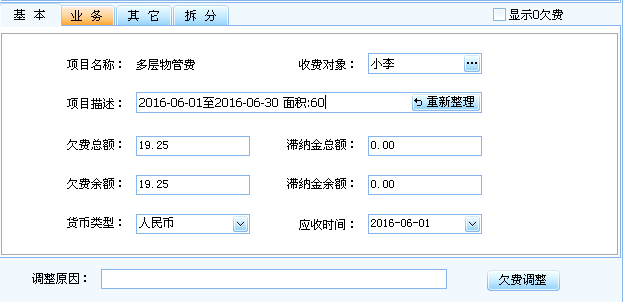 基 本 业 务 其 它 拆 分 显示0欠费
项目名称： 多层物管费 收费对象： 小李 ...
项目描述： 2016-06-01至2016-06-30 面积:60 重新整理
欠费总额： 19.25 滞纳金总额： 0.00
欠费余额： 19.25 滞纳金余额： 0.00
货币类型： 人民币 应收时间： 2016-06-01
调整原因： 欠费调整